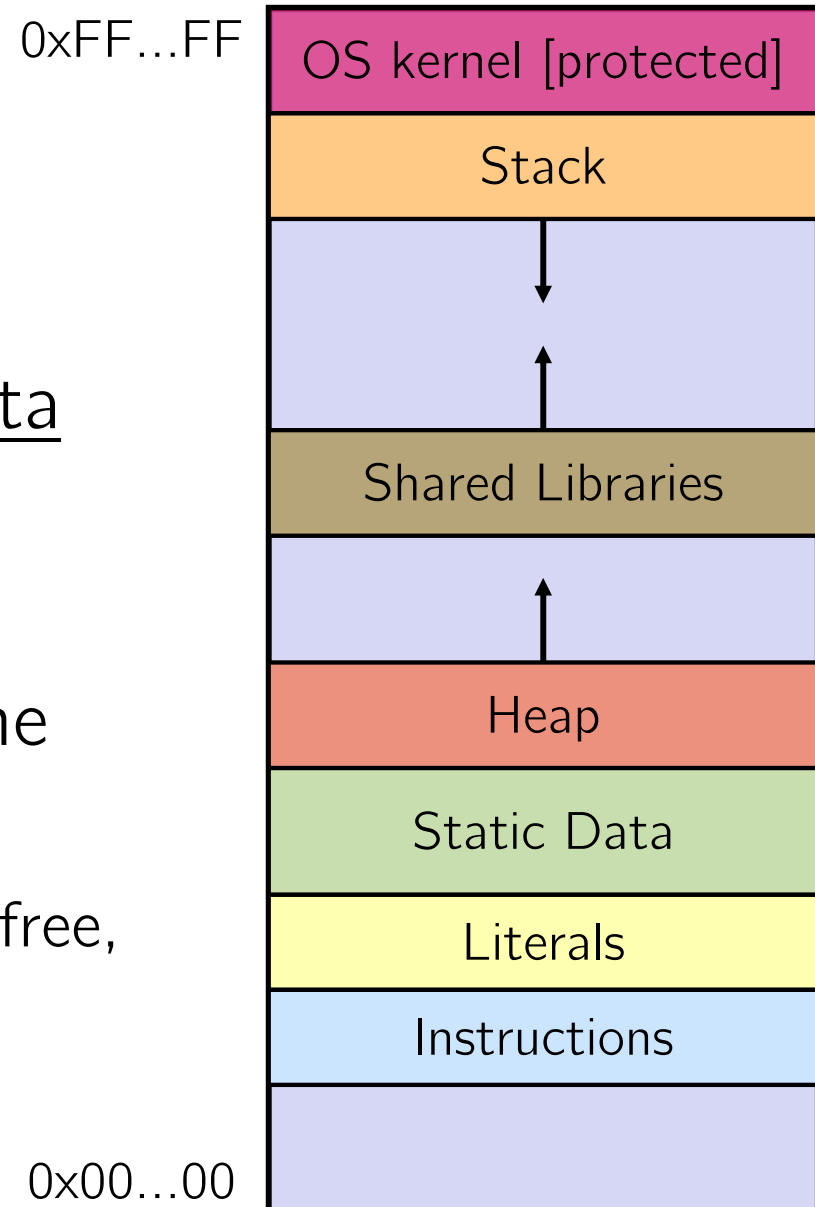 0xFF...FF
OS kernel [protected]
Stack
ta
Shared Libraries
ne
Heap
Static Data
free,
Literals
Instructions
0x00...00